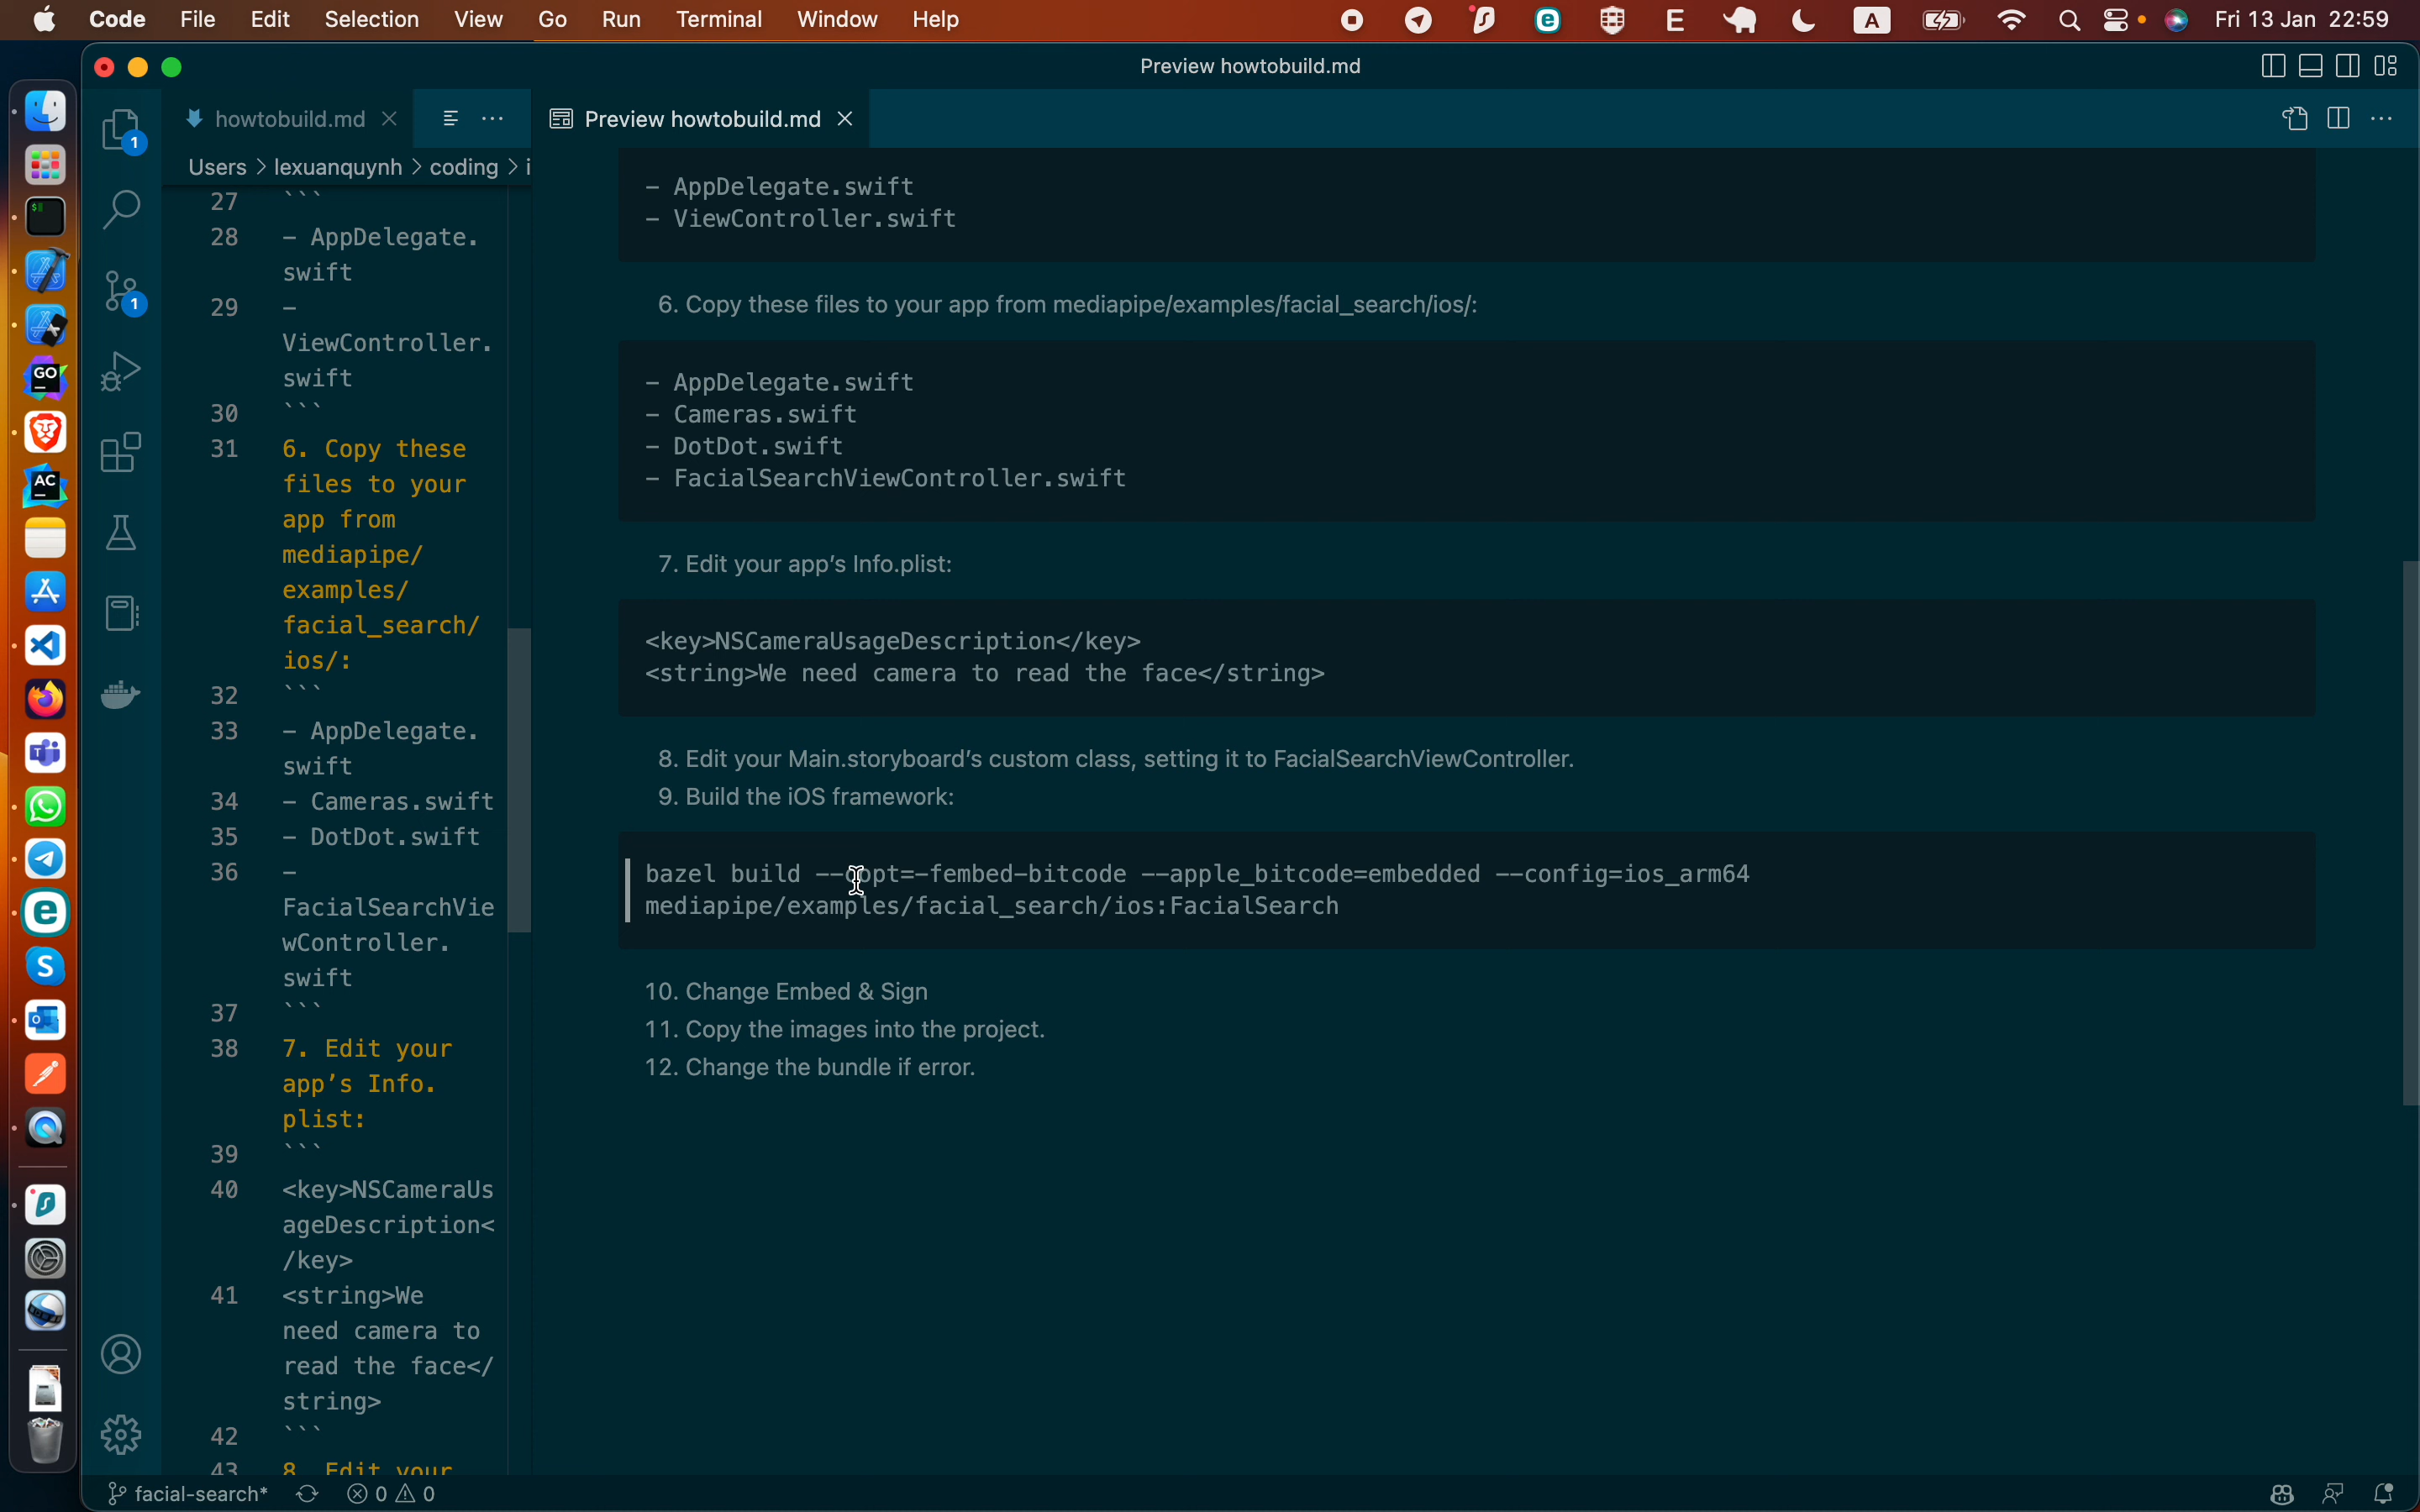 Code File Edit Selection View Go Run Terminal Window Help E A Fri 13 Jan 22:59
Preview howtobuild.md
howtobuild.md
Preview howtobuild.md
Users > lexuanquynh > coding > i
27 ```
28 - AppDelegate.
swift
29 -
ViewController.
swift
30 ```
31 6. Copy these
files to your
app from
mediapipe/
examples/
facial_search/
ios/:
32 ```
33 - AppDelegate.
swift
34 - Cameras.swift
35 - DotDot.swift
36 -
FacialSearchVie
wController.
swift
37 ```
38 7. Edit your
app’s Info.
plist:
39 ```
40 <key>NSCameraUs
ageDescription<
/key>
41 <string>We
need camera to
read the face</
string>
42 ```
43 8. Edit your
- AppDelegate.swift
- ViewController.swift
6. Copy these files to your app from mediapipe/examples/facial_search/ios/:
- AppDelegate.swift
- Cameras.swift
- DotDot.swift
- FacialSearchViewController.swift
7. Edit your app’s Info.plist:
<key>NSCameraUsageDescription</key>
<string>We need camera to read the face</string>
8. Edit your Main.storyboard’s custom class, setting it to FacialSearchViewController.
9. Build the iOS framework:
bazel build --copt=-fembed-bitcode --apple_bitcode=embedded --config=ios_arm64
mediapipe/examples/facial_search/ios:FacialSearch
10. Change Embed & Sign
11. Copy the images into the project.
12. Change the bundle if error.
1
1
GO
AC
facial-search* 0 0